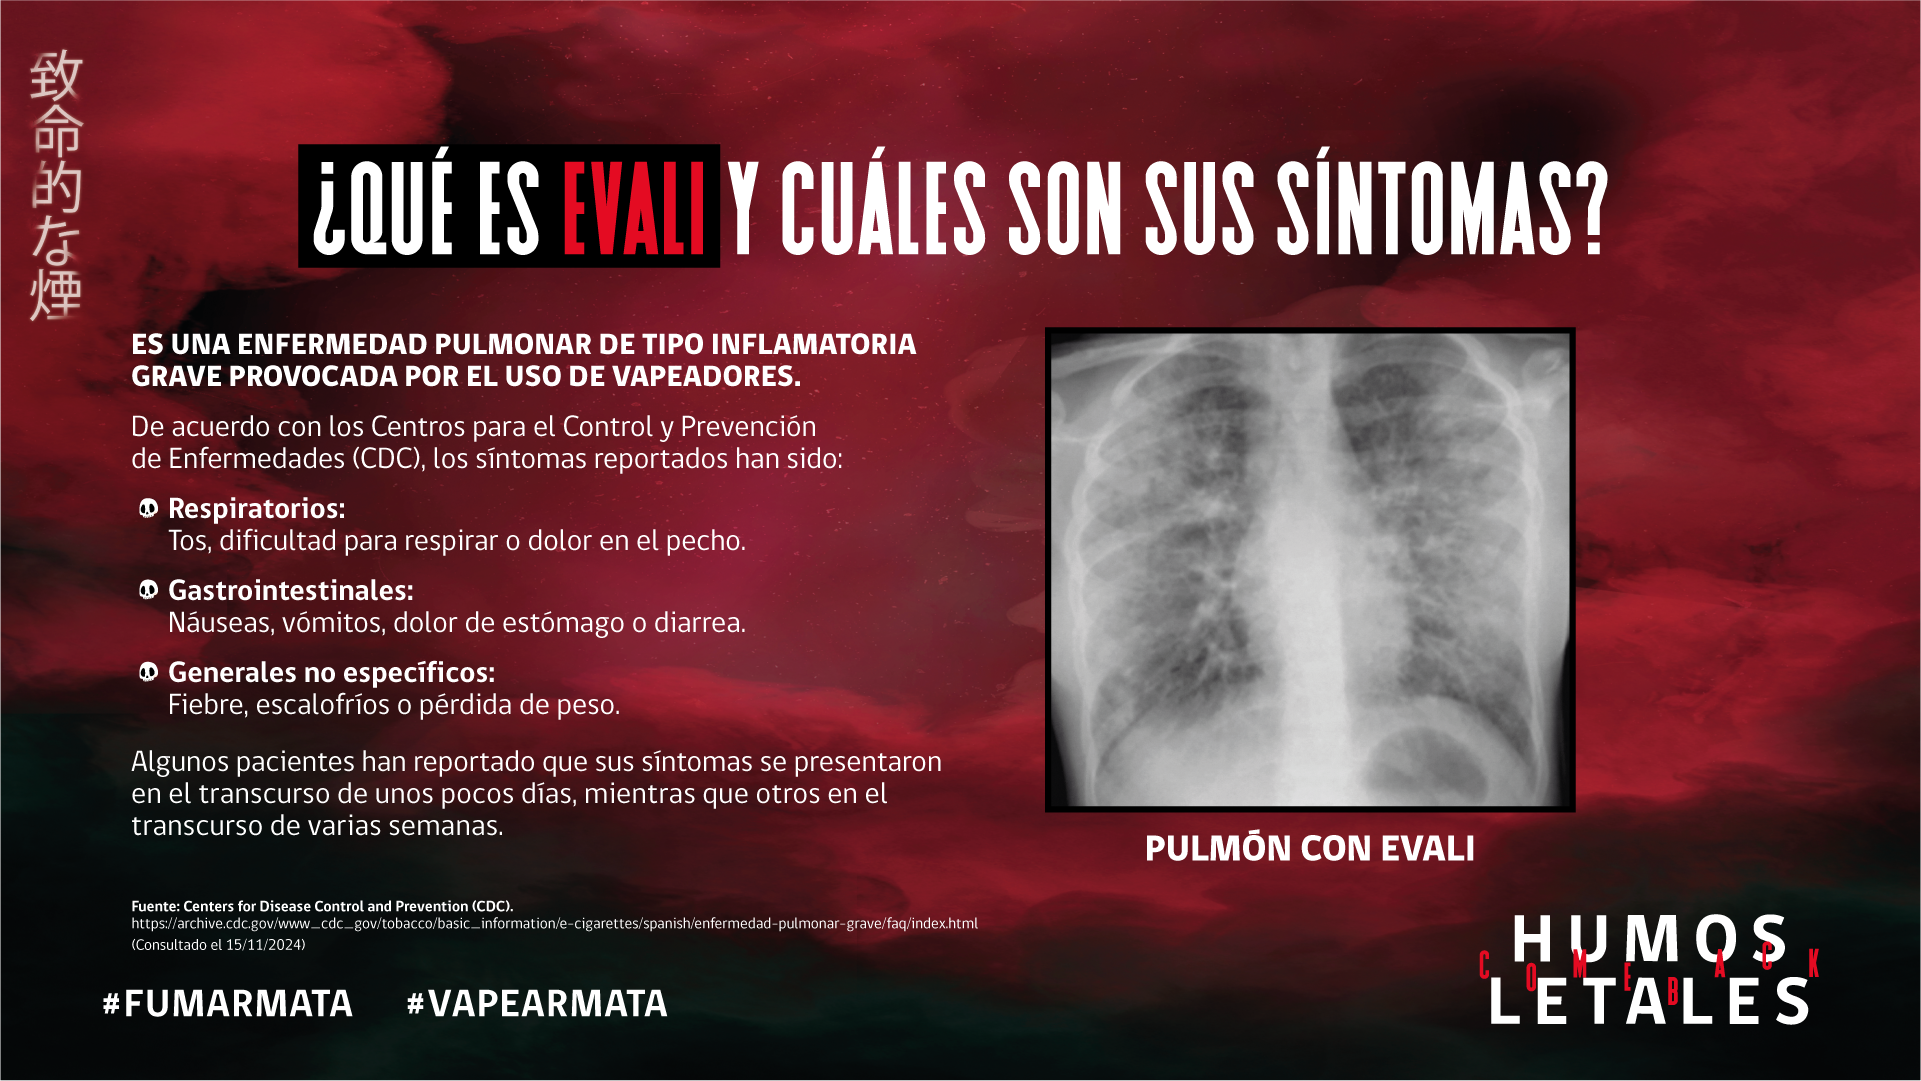 致命的な煙
¿QUÉ ES EVALI Y CUÁLES SON SUS SÍNTOMAS?
ES UNA ENFERMEDAD PULMONAR DE TIPO INFLAMATORIA
GRAVE PROVOCADA POR EL USO DE VAPEADORES.
De acuerdo con los Centros para el Control y Prevención
de Enfermedades (CDC), los síntomas reportados han sido:
Respiratorios:
Tos, dificultad para respirar o dolor en el pecho.
Gastrointestinales:
Náuseas, vómitos, dolor de estómago o diarrea.
Generales no específicos:
Fiebre, escalofríos o pérdida de peso.
Algunos pacientes han reportado que sus síntomas se presentaron
en el transcurso de unos pocos días, mientras que otros en el
transcurso de varias semanas.
PULMÓN CON EVALI
Fuente: Centers for Disease Control and Prevention (CDC).
https://archive.cdc.gov/www_cdc_gov/tobacco/basic_information/e-cigarettes/spanish/enfermedad-pulmonar-grave/faq/index.html
(Consultado el 15/11/2024)
#FUMARMATA #VAPEARMATA
HUMOS
COMEBACK
LETALES